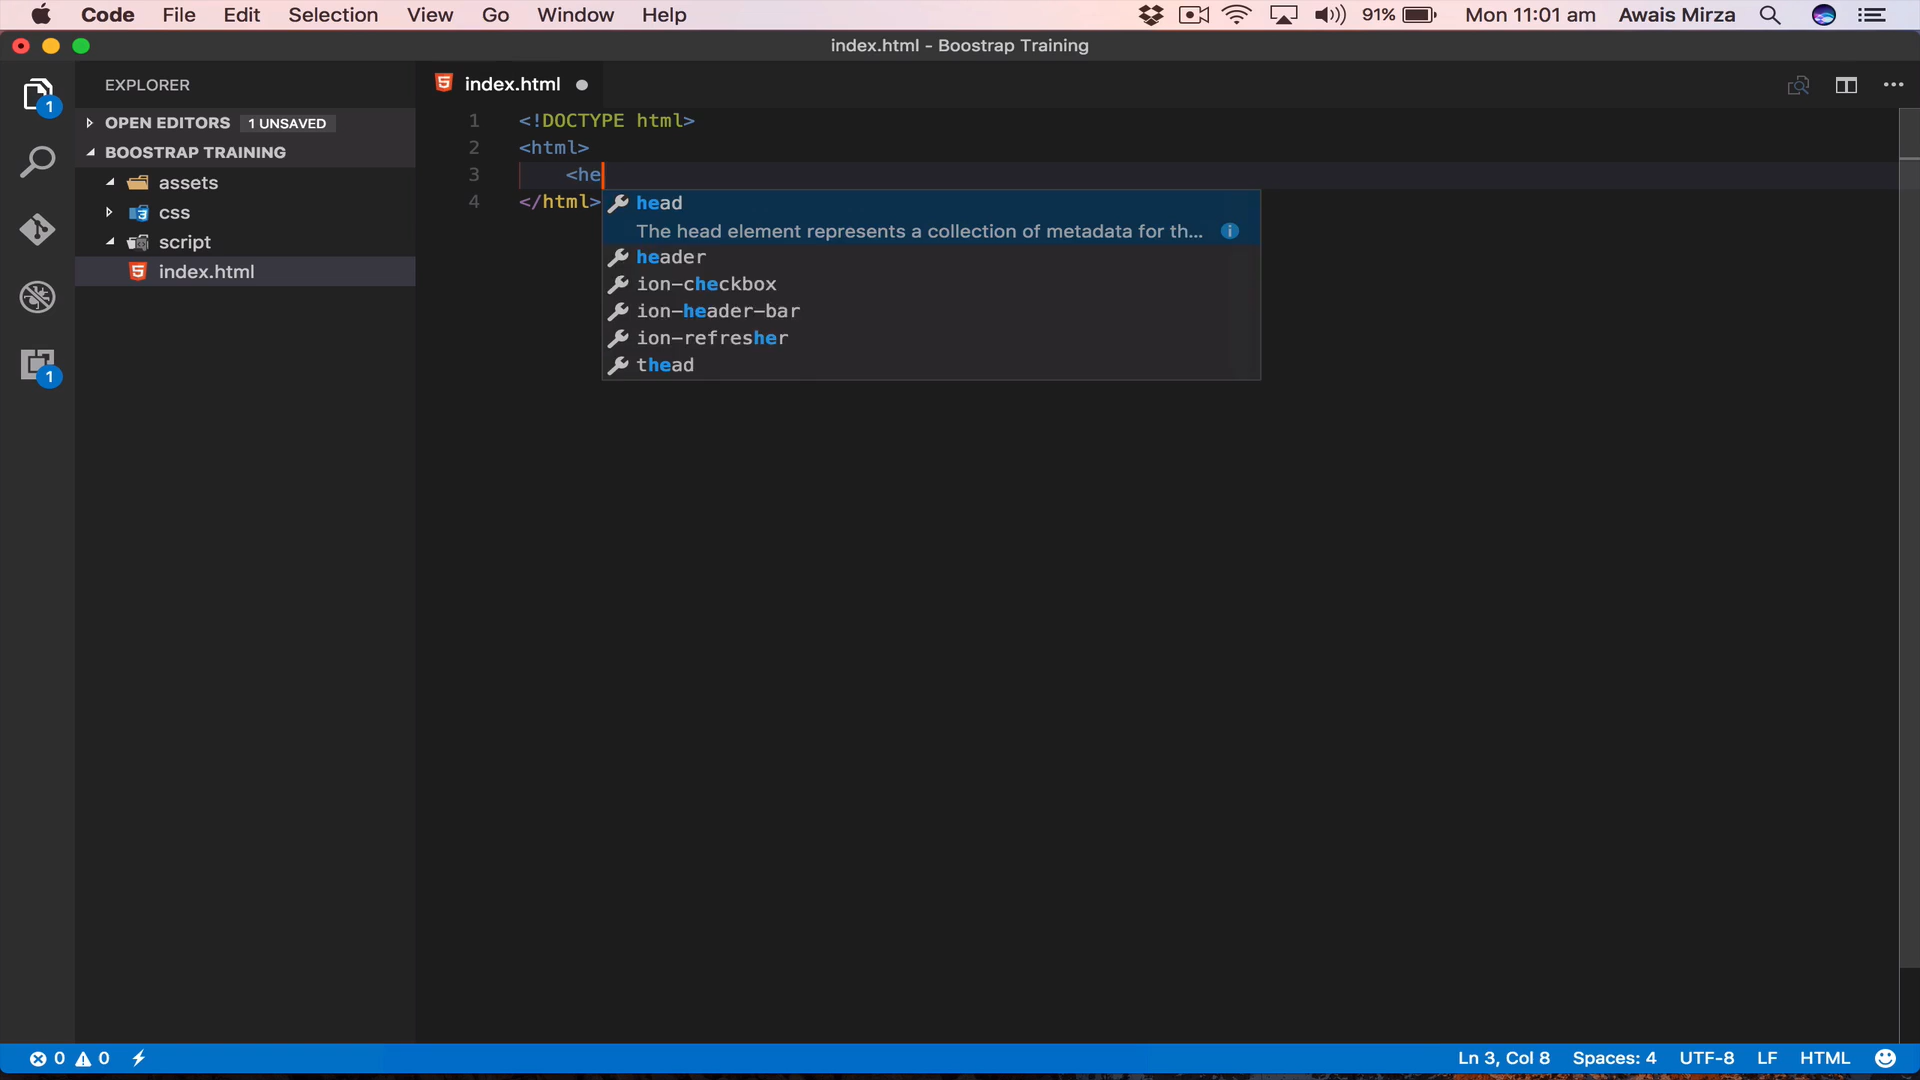 Code File Edit Selection View Go Window Help 91% Mon 11:01 am Awais Mirza
index.html - Boostrap Training
EXPLORER
index.html
OPEN EDITORS 1 UNSAVED
BOOSTRAP TRAINING
assets
css
script
index.html
1
1
1 <!DOCTYPE html>
2 <html>
3 <he
4 </html>
head
The head element represents a collection of metadata for th...
header
ion-checkbox
ion-header-bar
ion-refresher
thead
0 0 Ln 3, Col 8 Spaces: 4 UTF-8 LF HTML